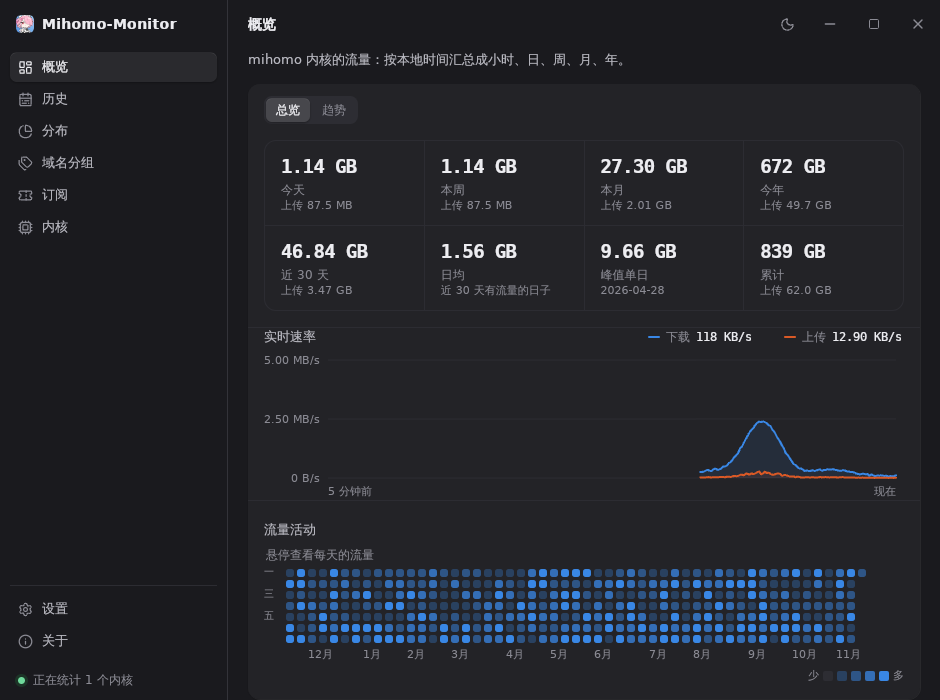 Mihomo-Monitor
概览
历史
分布
域名分组
订阅
内核
设置
关于
正在统计 1 个内核
概览
mihomo 内核的流量：按本地时间汇总成小时、日、周、月、年。
总览 趋势
1.14 GB 1.14 GB 27.30 GB 672 GB
今天 本周 本月 今年
上传 87.5 MB 上传 87.5 MB 上传 2.01 GB 上传 49.7 GB
46.84 GB 1.56 GB 9.66 GB 839 GB
近 30 天 日均 峰值单日 累计
上传 3.47 GB 近 30 天有流量的日子 2026-04-28 上传 62.0 GB
实时速率 下载 118 KB/s 上传 12.90 KB/s
5.00 MB/s
2.50 MB/s
0 B/s
5 分钟前 现在
流量活动
悬停查看每天的流量
一
三
五
12月 1月 2月 3月 4月 5月 6月 7月 8月 9月 10月 11月
少 多